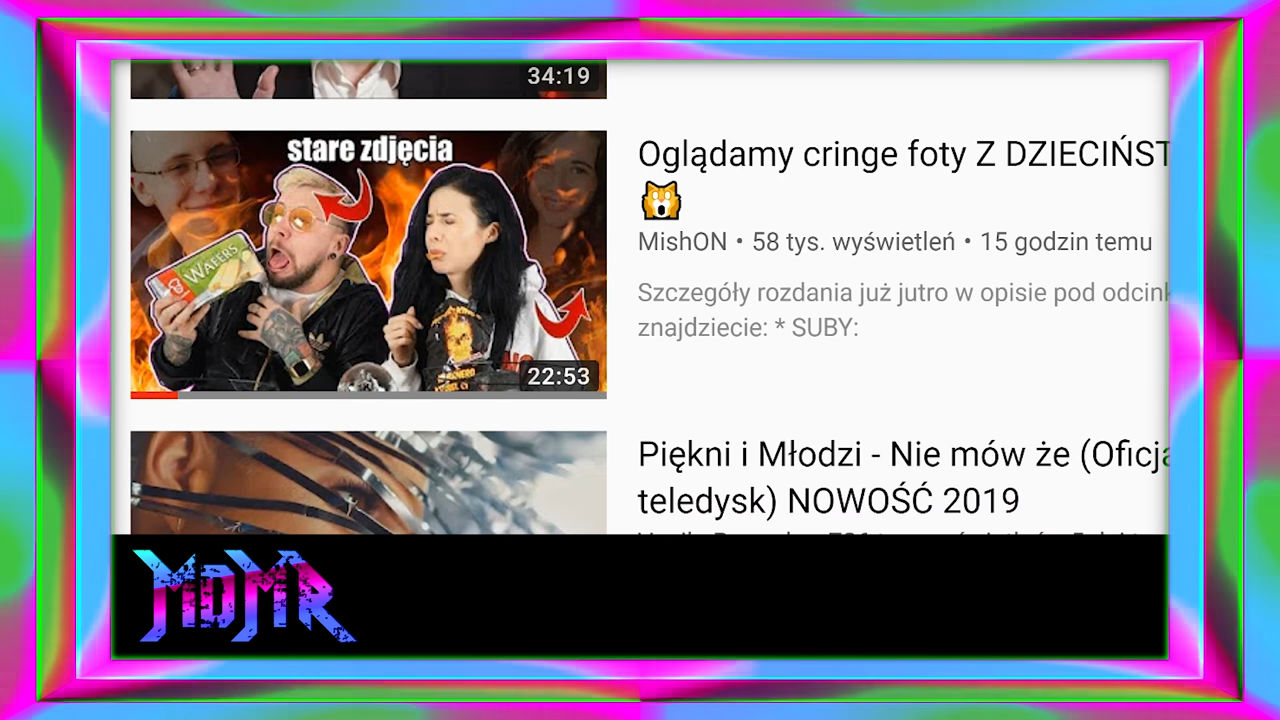 34:19
stare zdjęcia
WAFERS
22:53
Oglądamy cringe foty Z DZIECIŃST
MishON • 58 tys. wyświetleń • 15 godzin temu
Szczegóły rozdania już jutro w opisie pod odcink
znajdziecie: * SUBY:
Piękni i Młodzi - Nie mów że (Oficja
teledysk) NOWOŚĆ 2019
MDMR